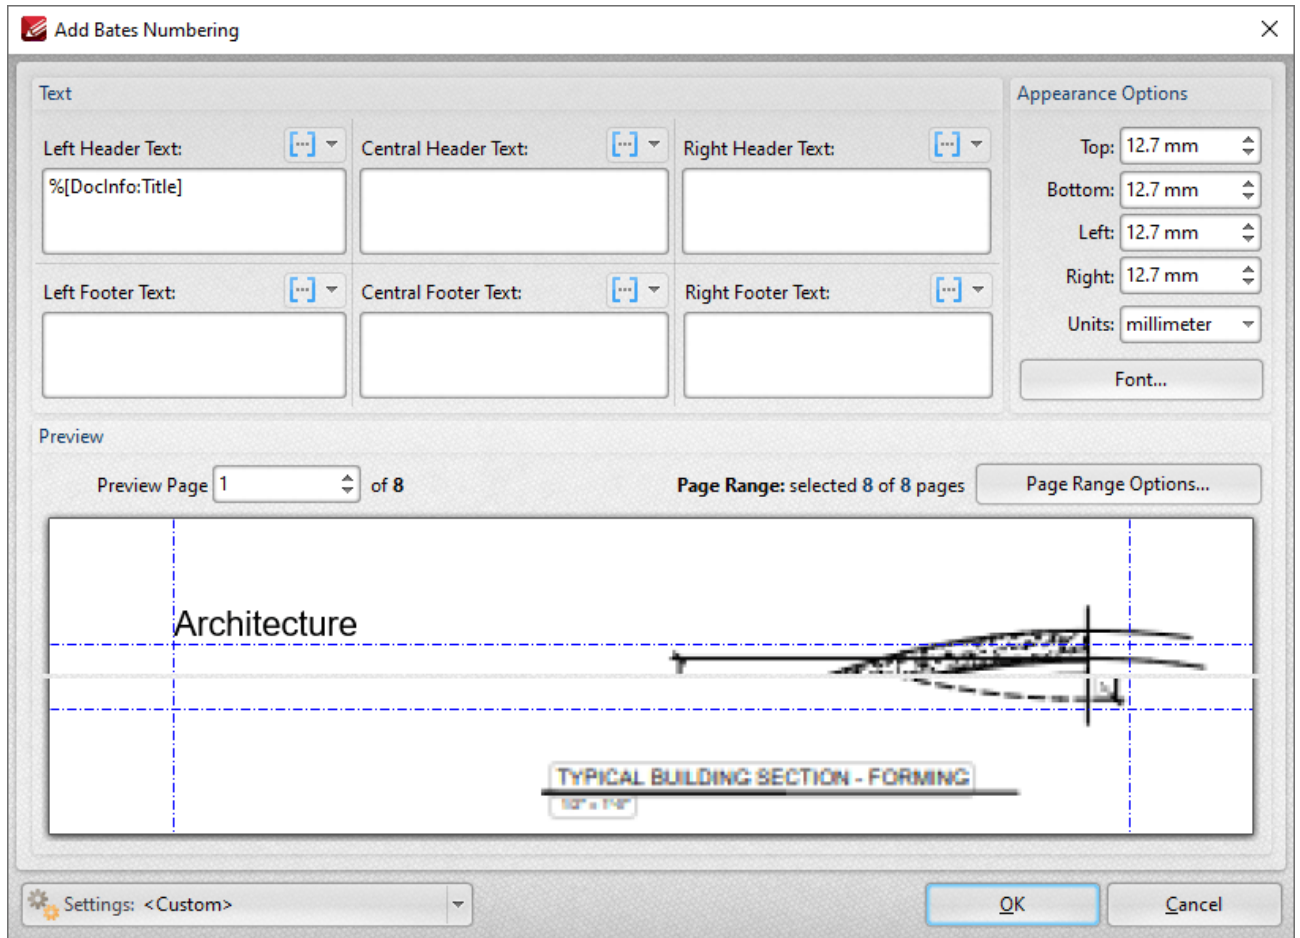 Add Bates Numbering
Text
Appearance Options
Left Header Text:
Central Header Text:
Right Header Text:
Top: 12.7 mm
%[DocInfo:Title]
Bottom: 12.7 mm
Left: 12.7 mm
Left Footer Text:
Central Footer Text:
Right Footer Text:
Right: 12.7 mm
Units: millimeter
Font...
Preview
Preview Page 1 of 8
Page Range: selected 8 of 8 pages
Page Range Options...
Architecture
TYPICAL BUILDING SECTION - FORMING
Settings: <Custom>
OK
Cancel